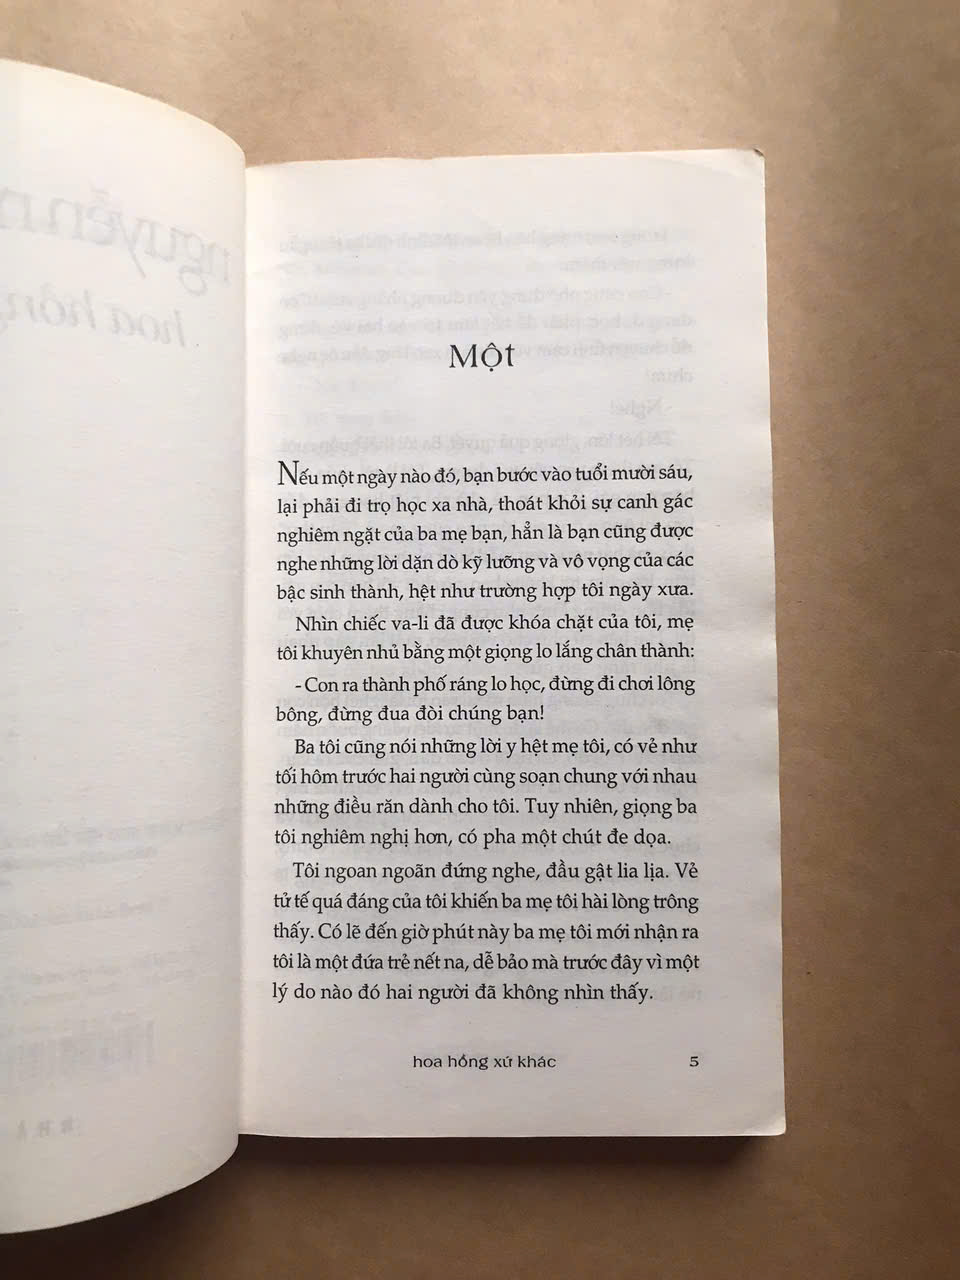 Một
Nếu một ngày nào đó, bạn bước vào tuổi mười sáu,
lại phải đi trọ học xa nhà, thoát khỏi sự canh gác
nghiêm ngặt của ba mẹ bạn, hẳn là bạn cũng được
nghe những lời dặn dò kỹ lưỡng và vô vọng của các
bậc sinh thành, hệt như trường hợp tôi ngày xưa.
Nhìn chiếc va-li đã được khóa chặt của tôi, mẹ
tôi khuyên nhủ bằng một giọng lo lắng chân thành:
- Con ra thành phố ráng lo học, đừng đi chơi lông
bông, đừng đua đòi chúng bạn!
Ba tôi cũng nói những lời y hệt mẹ tôi, có vẻ như
tối hôm trước hai người cùng soạn chung với nhau
những điều răn dành cho tôi. Tuy nhiên, giọng ba
tôi nghiêm nghị hơn, có pha một chút đe dọa.
Tôi ngoan ngoãn đứng nghe, đầu gật lia lịa. Vẻ
tử tế quá đáng của tôi khiến ba mẹ tôi hài lòng trông
thấy. Có lẽ đến giờ phút này ba mẹ tôi mới nhận ra
tôi là một đứa trẻ nết na, dễ bảo mà trước đây vì một
lý do nào đó hai người đã không nhìn thấy.
hoa hồng xứ khác 5